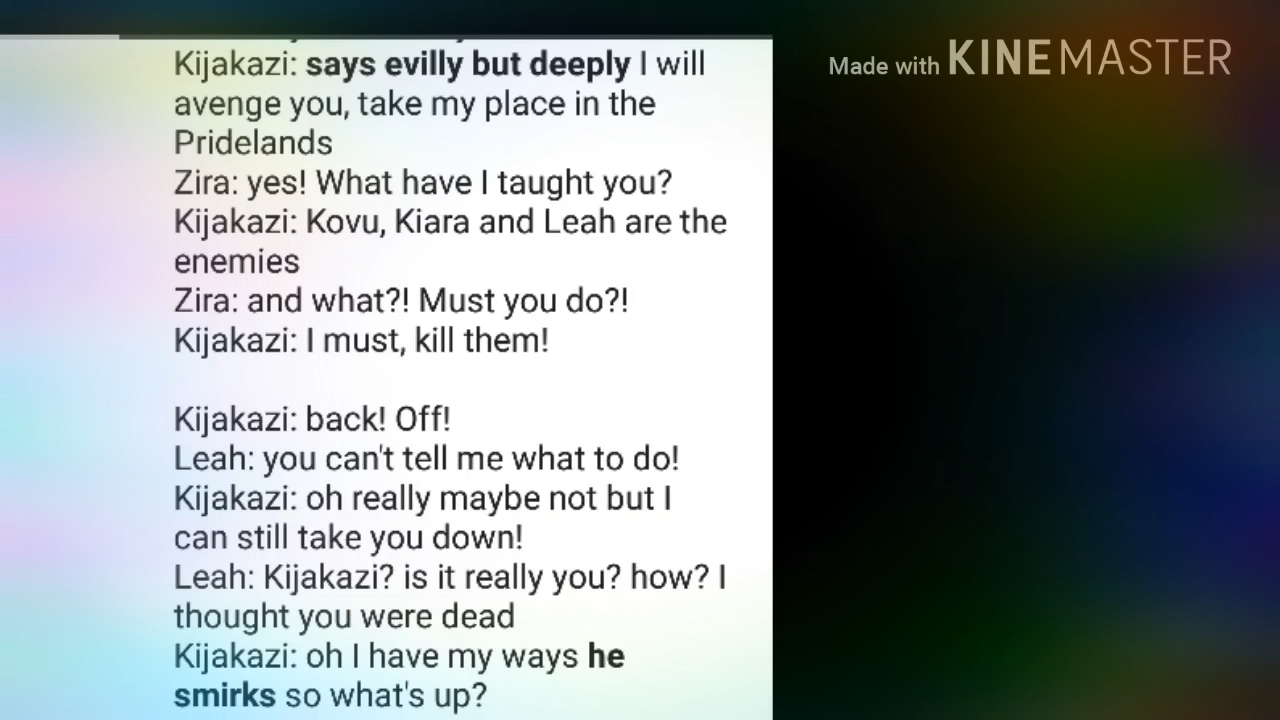 Made with KINEMASTER
Kijakazi: says evilly but deeply I will
avenge you, take my place in the
Pridelands
Zira: yes! What have I taught you?
Kijakazi: Kovu, Kiara and Leah are the
enemies
Zira: and what?! Must you do?!
Kijakazi: I must, kill them!
Kijakazi: back! Off!
Leah: you can't tell me what to do!
Kijakazi: oh really maybe not but I
can still take you down!
Leah: Kijakazi? is it really you? how? I
thought you were dead
Kijakazi: oh I have my ways he
smirks so what's up?